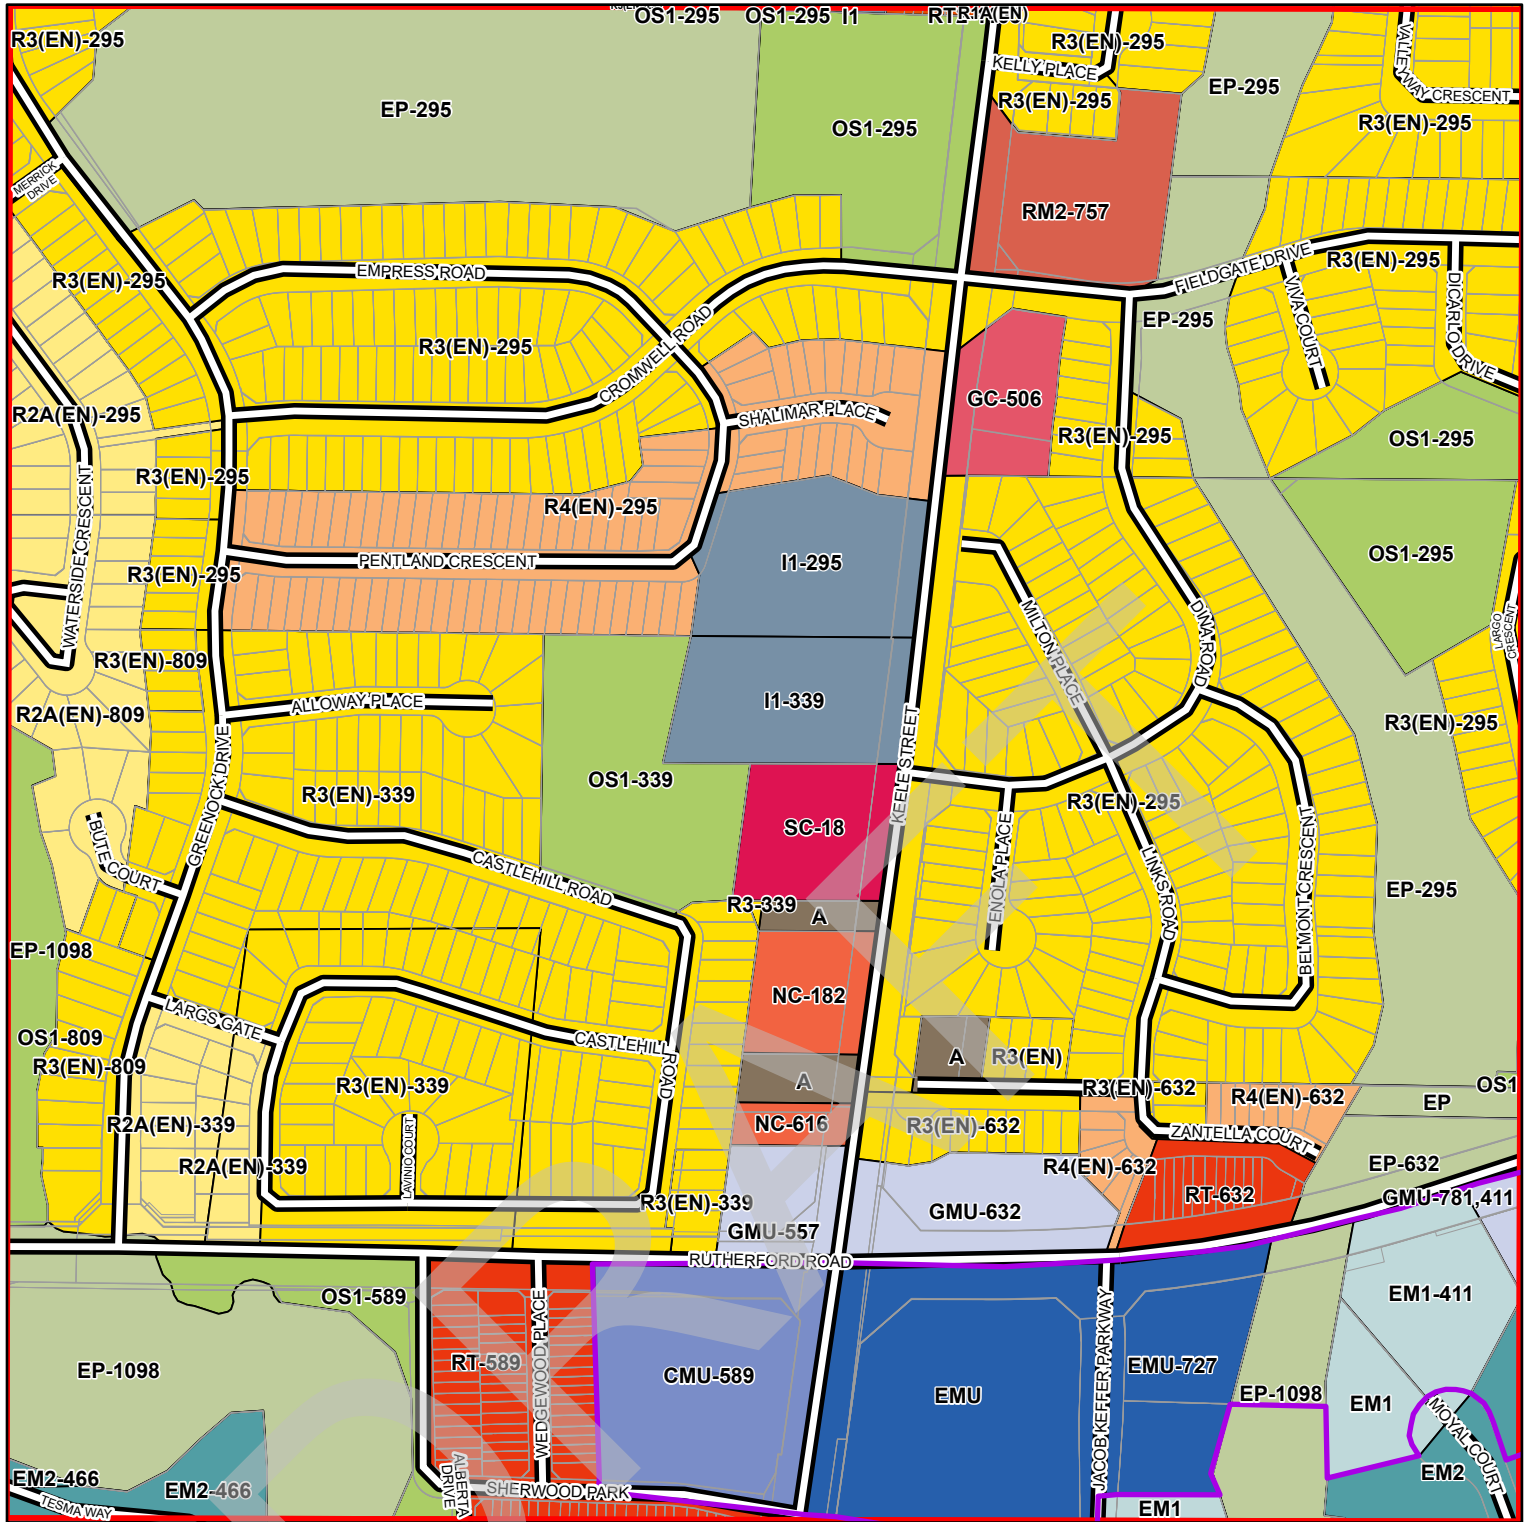 OS1-295
OS1-295
I1
R1A(EN)
R3(EN)-295
R3(EN)-295
KELLY PLACE
VALLEYWAY CRESCENT
EP-295
EP-295
R3(EN)-295
OS1-295
R3(EN)-295
MERRICK
DRIVE
RM2-757
R3(EN)-295
EMPRESS ROAD
FIELDGATE DRIVE
R3(EN)-295
VIVA COURT
DICARLO DRIVE
EP-295
R3(EN)-295
CROMWELL ROAD
GC-506
R2A(EN)-295
SHALIMAR PLACE
R3(EN)-295
OS1-295
R3(EN)-295
WATERSIDE CRESCENT
R4(EN)-295
PENTLAND CRESCENT
I1-295
OS1-295
R3(EN)-295
MILTON PLACE
DINA ROAD
LARGO
CRESCENT
R3(EN)-809
R2A(EN)-809
ALLOWAY PLACE
I1-339
R3(EN)-295
GREENOCK DRIVE
KEELE STREET
OS1-339
R3(EN)-339
R3(EN)-295
SC-18
BUTE COURT
CASTLEHILL ROAD
ENOLA PLACE
LINKS ROAD
BELMONT CRESCENT
EP-295
R3-339
A
EP-1098
NC-182
LARGS GATE
CASTLEHILL
ROAD
OS1-809
R3(EN)-809
A
R3(EN)
R3(EN)-339
A
R3(EN)-632
R4(EN)-632
OS1
EP
R2A(EN)-339
NC-616
R3(EN)-632
ZANTELLA COURT
LAVINIO COURT
R2A(EN)-339
R4(EN)-632
EP-632
RT-632
GMU-781,411
R3(EN)-339
GMU-632
GMU-557
RUTHERFORD ROAD
OS1-589
EM1-411
WEDGEWOOD PLACE
JACOB KEFFER PARKWAY
EP-1098
RT-589
CMU-589
EMU
EMU-727
EP-1098
EM1
MOYAL COURT
EM2-466
EM2-466
ALBERTA
DRIVE
SHERWOOD PARK
EM2
TESMA WAY
EM1